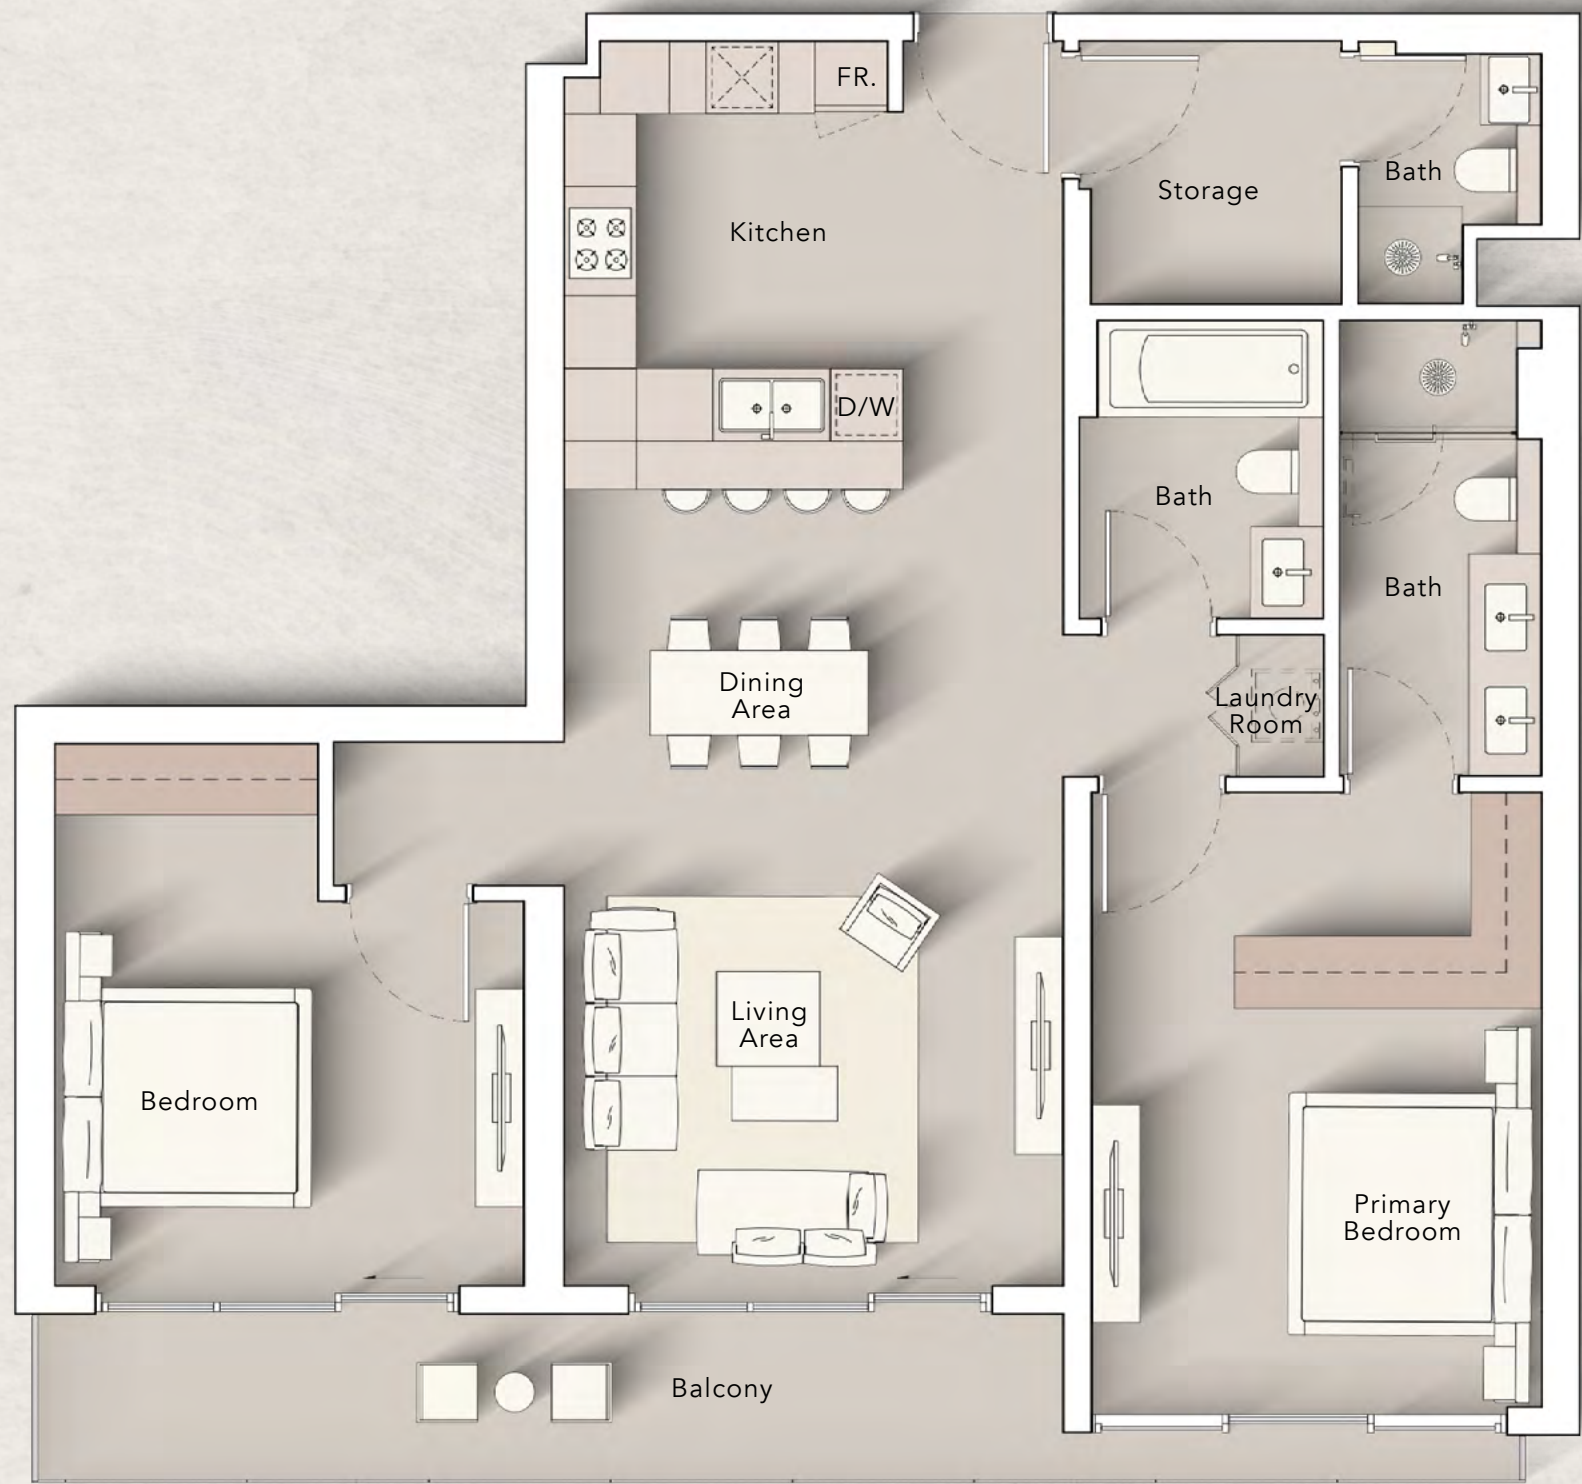 FR.
Bath
Storage
Kitchen
D/W
Bath
Bath
Dining
Area
Laundry
Room
Living
Area
Bedroom
Primary
Bedroom
Balcony